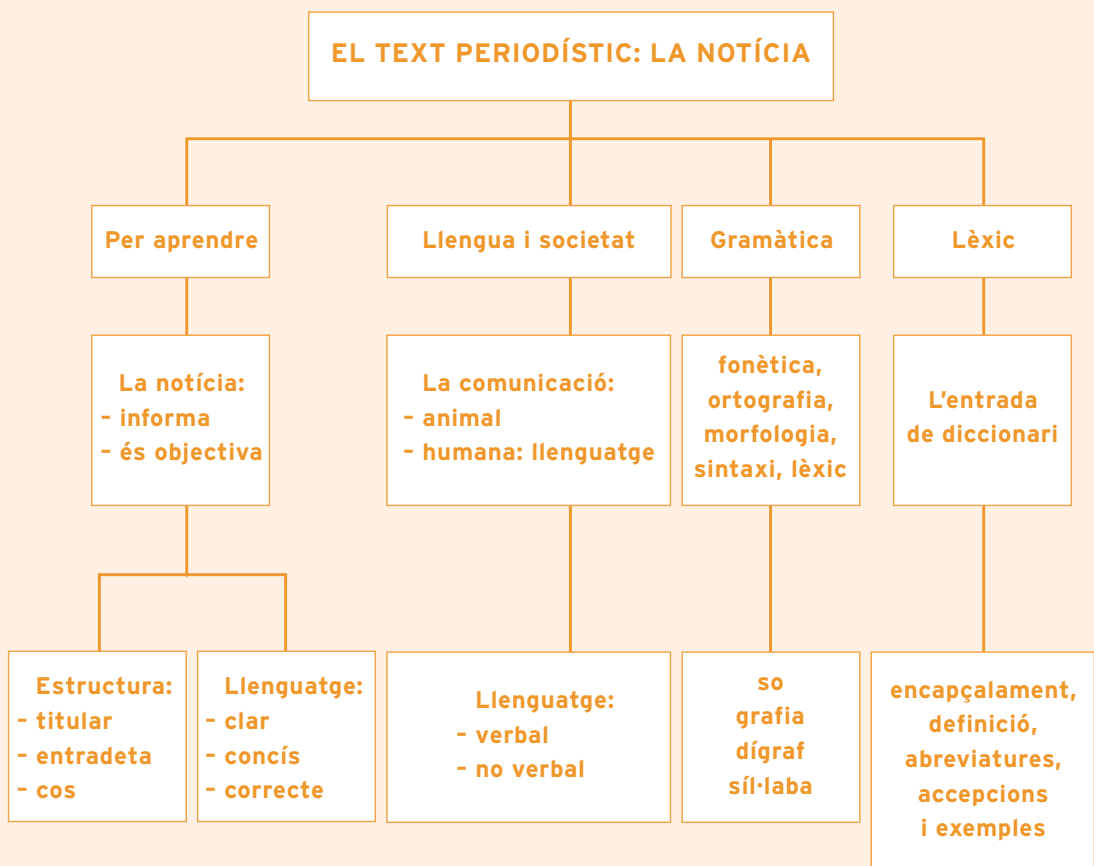 EL TEXT PERIODÍSTIC: LA NOTÍCIA
Per aprendre
Llengua i societat
Gramàtica
Lèxic
La notícia:
- informa
- és objectiva
La comunicació:
- animal
- humana: llenguatge
fonètica,
ortografia,
morfologia,
sintaxi, lèxic
L'entrada
de diccionari
Estructura:
- titular
- entradeta
- cos
Llenguatge:
- clar
- concís
- correcte
Llenguatge:
- verbal
- no verbal
so
grafia
dígraf
síl·laba
encapçalament,
definició,
abreviatures,
accepcions
i exemples